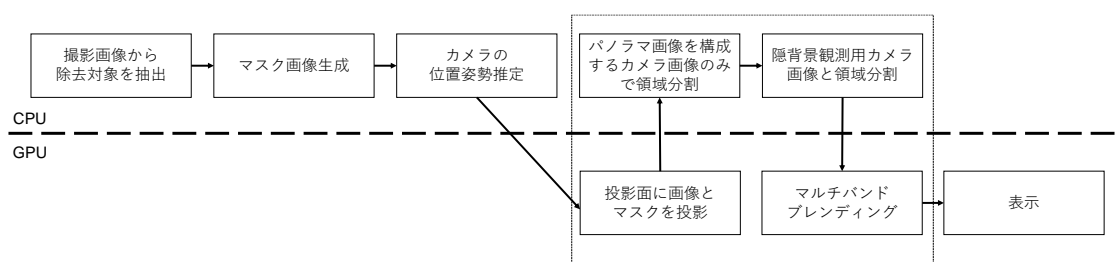 撮影画像から
除去対象を抽出
マスク画像生成
カメラの
位置姿勢推定
パノラマ画像を構成
するカメラ画像のみ
で領域分割
隠背景観測用カメラ
画像と領域分割
CPU
GPU
投影面に画像と
マスクを投影
マルチバンド
ブレンディング
表示